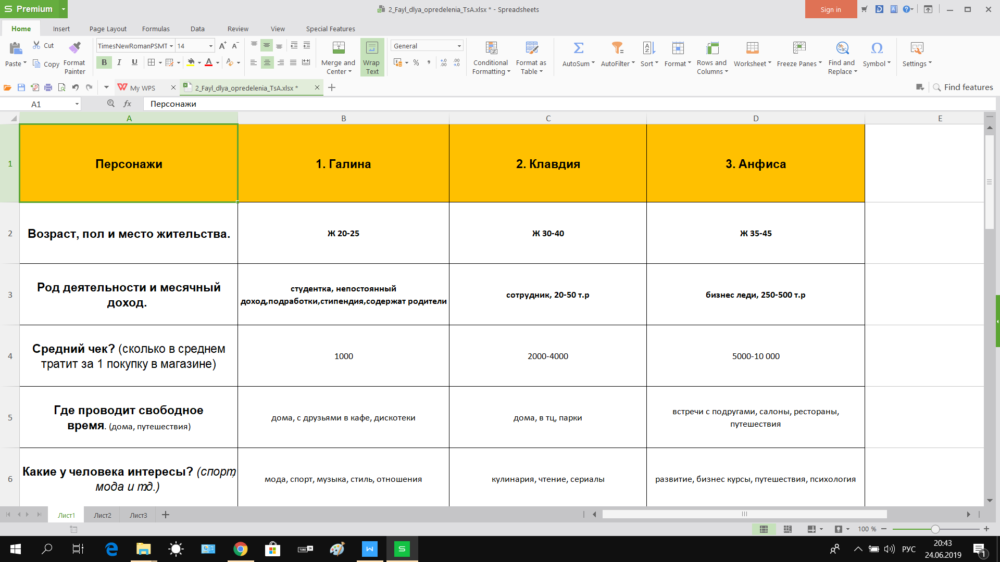 S Premium
2_Fayl_dlya_opredelenia_TsA.xlsx * - Spreadsheets
Sign in
Home Insert Page Layout Formulas Data Review View Special Features
Paste Cut Copy Format Painter
TimesNewRomanPSMT 14
B I U A
Merge and Center
Wrap Text
General
Conditional Formatting
Format as Table
AutoSum AutoFilter Sort Format
Rows and Columns
Worksheet Freeze Panes
Find and Replace
Symbol Settings
My WPS
2_Fayl_dlya_opredelenia_TsA.xlsx *
Find features
A1 fx Персонажи
A B C D E
1 Персонажи 1. Галина 2. Клавдия 3. Анфиса
2 Возраст, пол и место жительства. Ж 20-25 Ж 30-40 Ж 35-45
3 Род деятельности и месячный
доход.
студентка, непостоянный
доход,подработки,стипендия,содержат родители
сотрудник, 20-50 т.р
бизнес леди, 250-500 т.р
4 Средний чек? (сколько в среднем
тратит за 1 покупку в магазине)
1000 2000-4000 5000-10 000
5 Где проводит свободное
время. (дома, путешествия)
дома, с друзьями в кафе, дискотеки
дома, в тц, парки
встречи с подругами, салоны, рестораны,
путешествия
6 Какие у человека интересы? (спорт,
мода и тд.)
мода, спорт, музыка, стиль, отношения
кулинария, чтение, сериалы
развитие, бизнес курсы, путешествия, психология
Лист1 Лист2 Лист3
100 %
РУС
20:43
24.06.2019
1